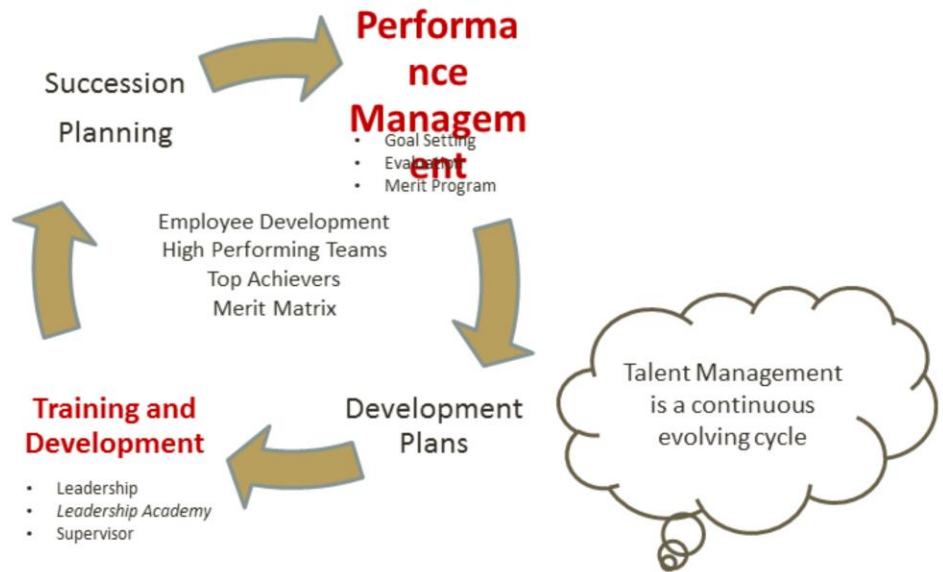 Performa
nce
Managem
ent
• Goal Setting
• Evaluation
• Merit Program
Succession
Planning
Employee Development
High Performing Teams
Top Achievers
Merit Matrix
Talent Management
is a continuous
evolving cycle
Development
Plans
Training and
Development
• Leadership
• Leadership Academy
• Supervisor